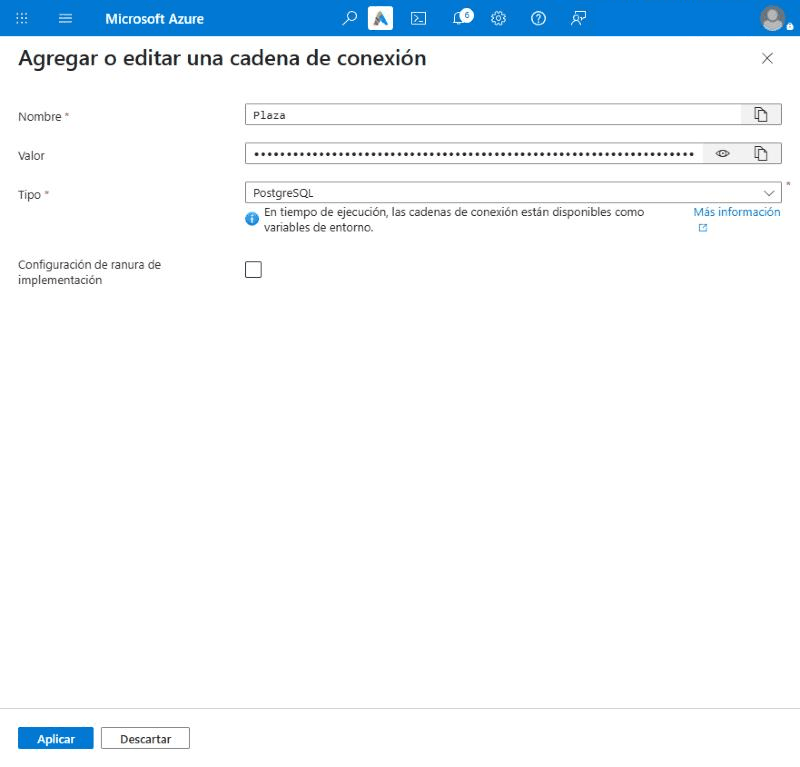 Microsoft Azure
6
Agregar o editar una cadena de conexión
Nombre *
Plaza
Valor
••••••••••••••••••••••••••••••••••••••••••••••••••••••••••••••••••
Tipo *
PostgreSQL
*
En tiempo de ejecución, las cadenas de conexión están disponibles como
variables de entorno.
Más información
Configuración de ranura de
implementación
Aplicar
Descartar